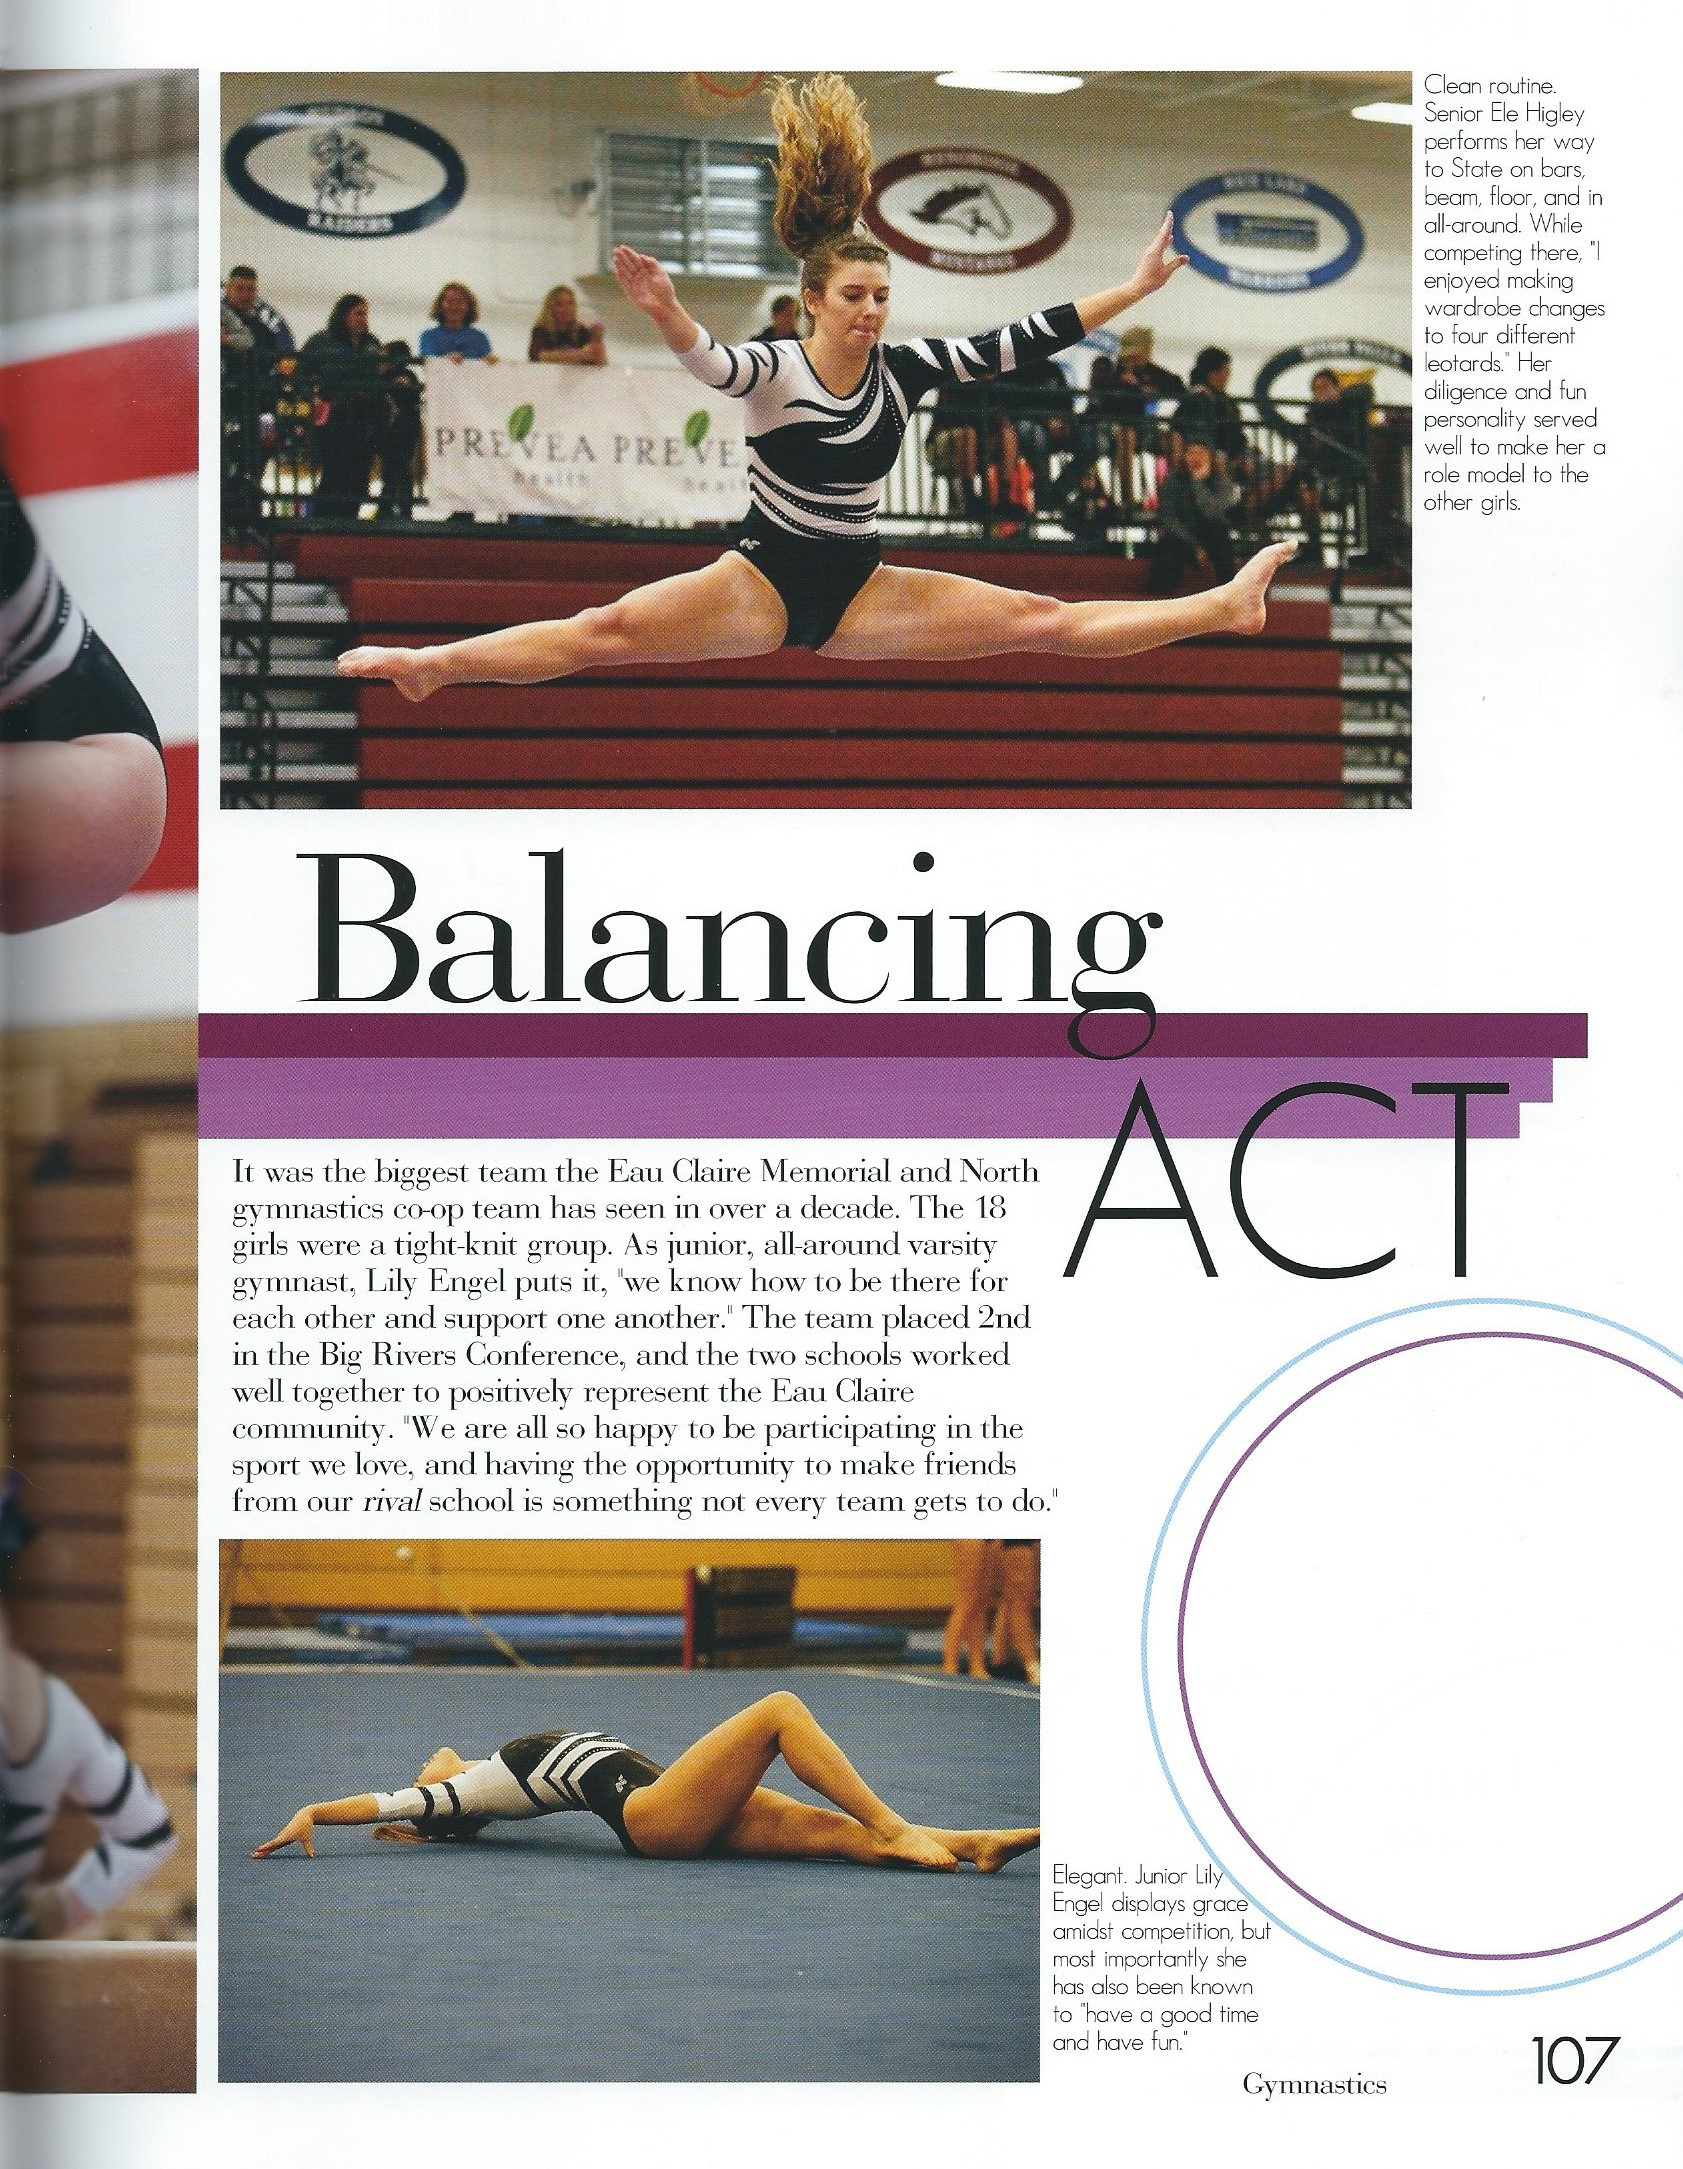 Clean routine.
Senior Ele Higley
performs her way
to State on bars,
beam, floor, and in
all-around. While
competing there, "I
enjoyed making
wardrobe changes
to four different
leotards." Her
diligence and fun
personality served
well to make her a
role model to the
other girls.
RAIDERS
MUSTANGS
WARRIORS
PREVEA PREVE
health heal
Balancing
ACT
It was the biggest team the Eau Claire Memorial and North
gymnastics co-op team has seen in over a decade. The 18
girls were a tight-knit group. As junior, all-around varsity
gymnast, Lily Engel puts it, "we know how to be there for
each other and support one another." The team placed 2nd
in the Big Rivers Conference, and the two schools worked
well together to positively represent the Eau Claire
community. "We are all so happy to be participating in the
sport we love, and having the opportunity to make friends
from our rival school is something not every team gets to do."
Elegant. Junior Lily
Engel displays grace
amidst competition, but
most importantly she
has also been known
to "have a good time
and have fun."
Gymnastics
107